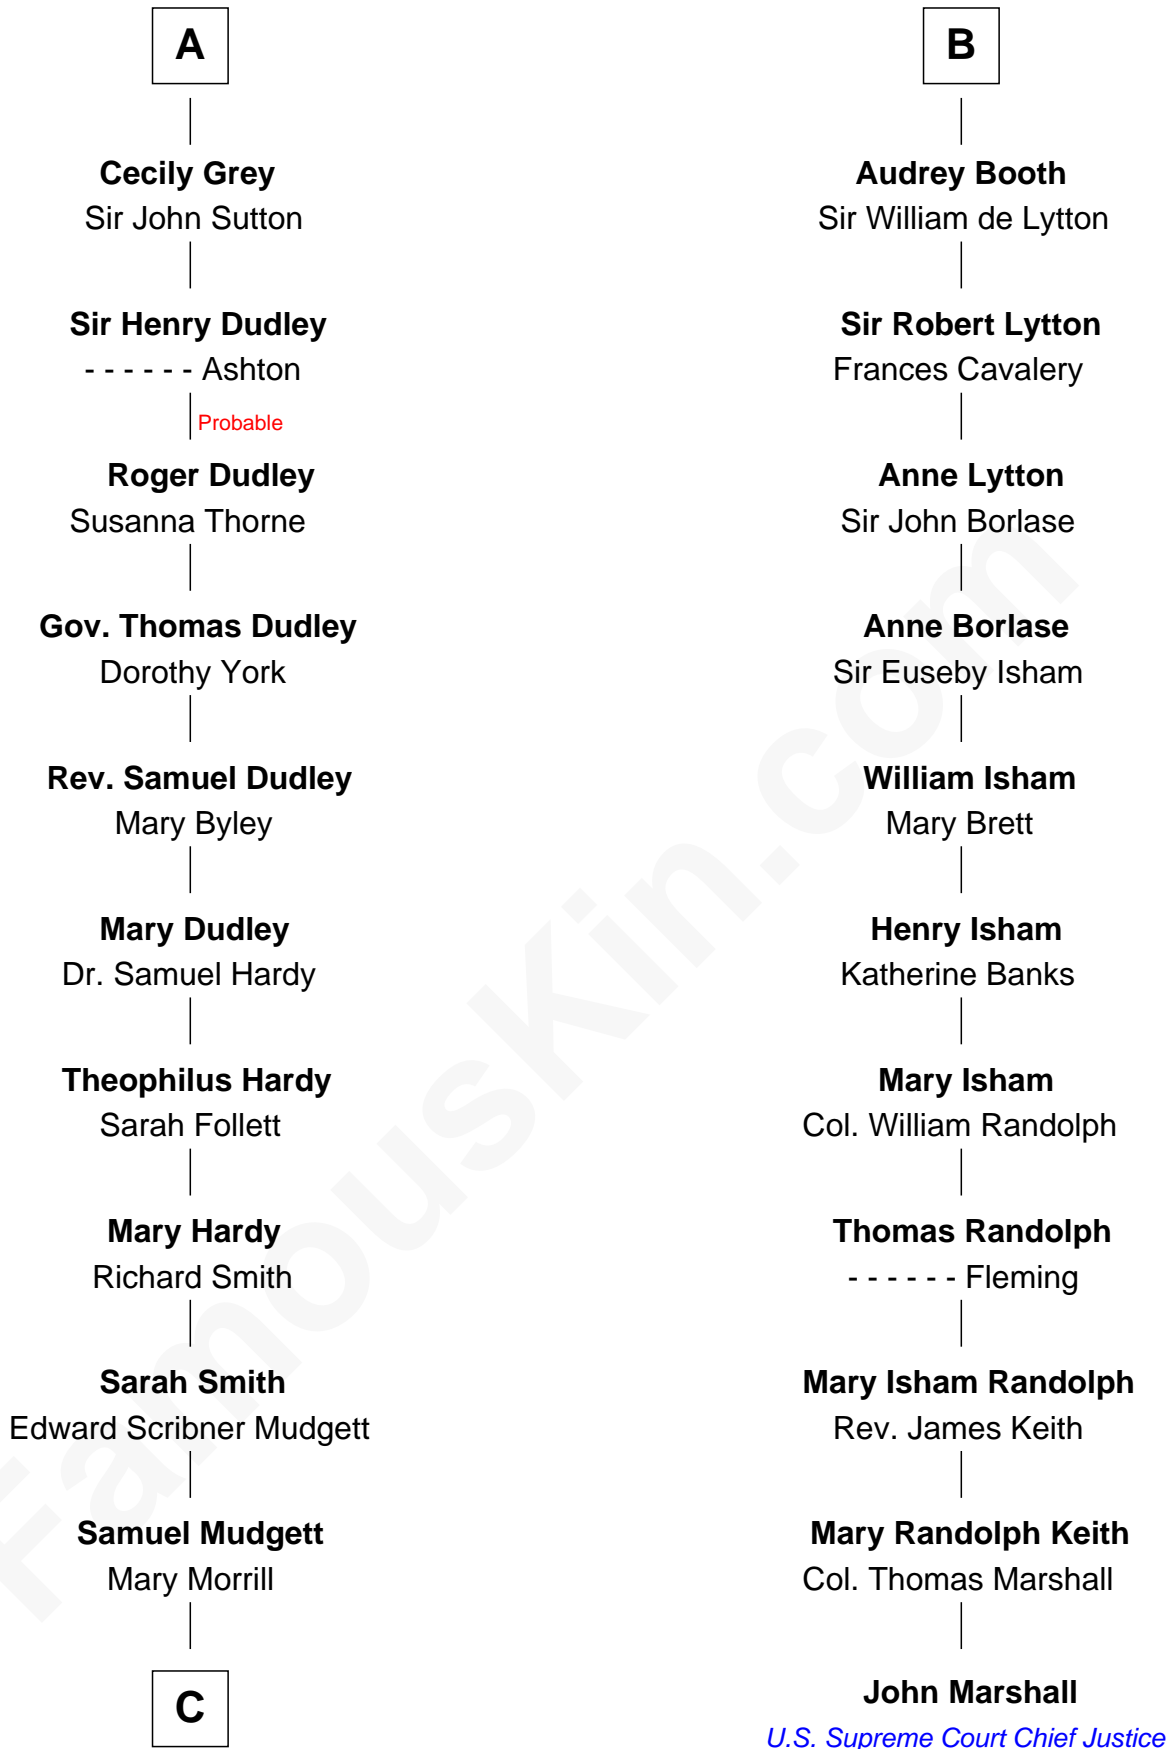 A
Cecily Grey
Sir John Sutton
Sir Henry Dudley
- - - - - - Ashton
Probable
Roger Dudley
Susanna Thorne
Gov. Thomas Dudley
Dorothy York
Rev. Samuel Dudley
Mary Byley
Mary Dudley
Dr. Samuel Hardy
Theophilus Hardy
Sarah Follett
Mary Hardy
Richard Smith
Sarah Smith
Edward Scribner Mudgett
Samuel Mudgett
Mary Morrill
C
B
Audrey Booth
Sir William de Lytton
Sir Robert Lytton
Frances Cavalery
Anne Lytton
Sir John Borlase
Anne Borlase
Sir Euseby Isham
William Isham
Mary Brett
Henry Isham
Katherine Banks
Mary Isham
Col. William Randolph
Thomas Randolph
- - - - - - Fleming
Mary Isham Randolph
Rev. James Keith
Mary Randolph Keith
Col. Thomas Marshall
John Marshall
U.S. Supreme Court Chief Justice
FamousKin.com